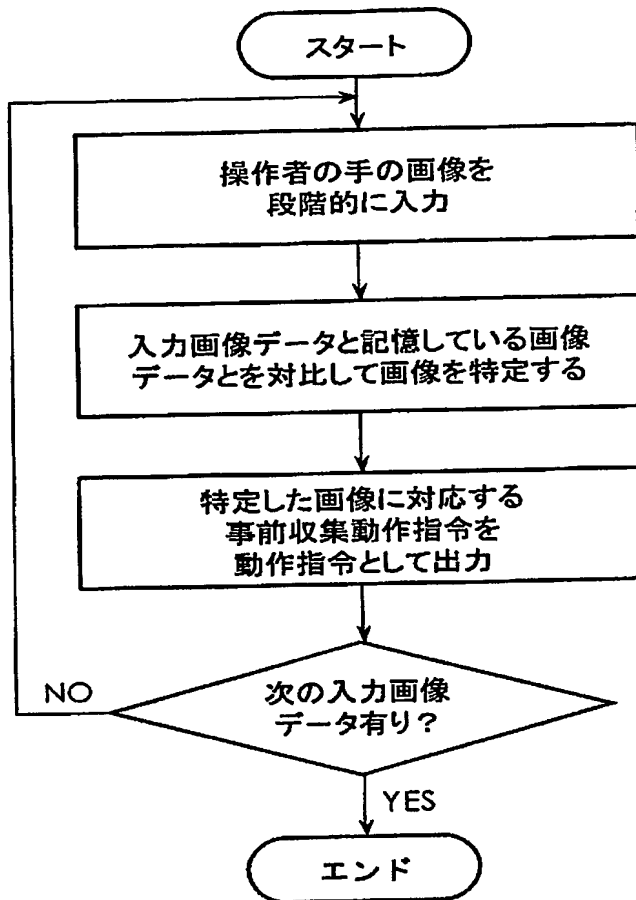 スタート
操作者の手の画像を
段階的に入力
入力画像データと記憶している画像
データとを対比して画像を特定する
特定した画像に対応する
事前収集動作指令を
動作指令として出力
次の入力画像
データ有り?
NO
YES
エンド